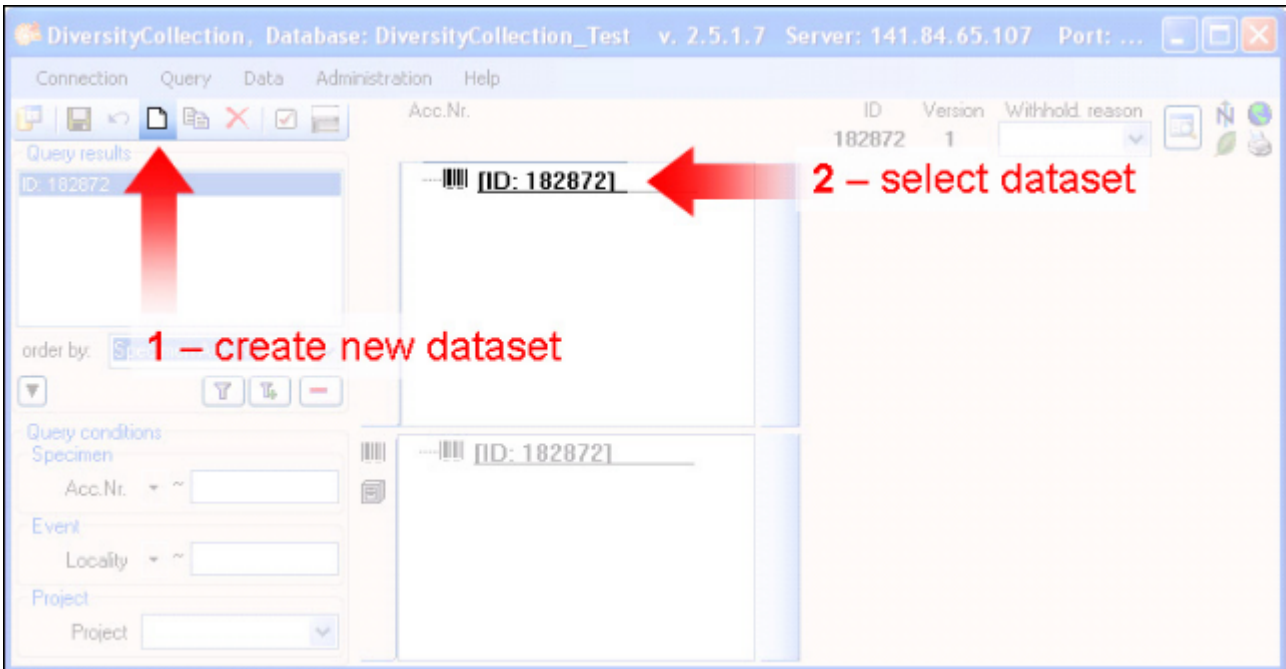 DiversityCollection, Database: DiversityCollection_Test v. 2.5.1.7 Server: 141.84.65.107 Port: ...
Connection Query Data Administration Help
Acc.Nr. ID Version Withhold. reason
182872 1
Query results
ID: 182872
[ID: 182872]
2 – select dataset
1 – create new dataset
order by:
Query conditions
Specimen
[ID: 182872]
Acc.Nr. ~
Event
Locality ~
Project
Project